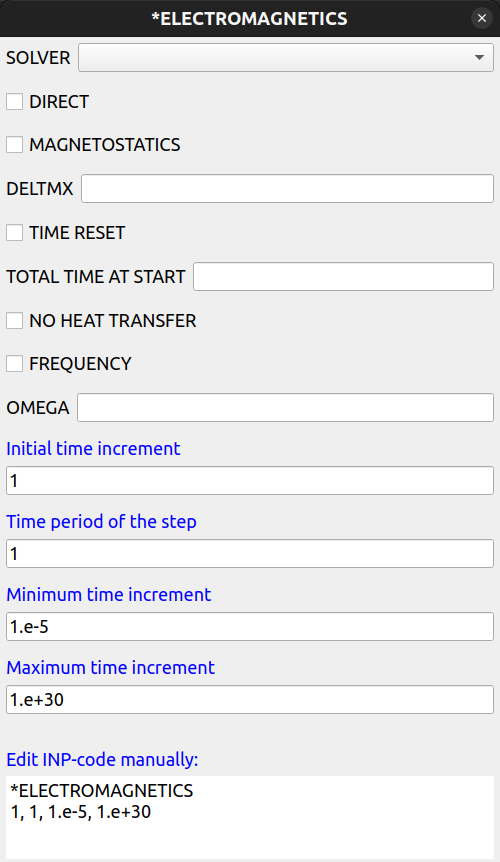 *ELECTROMAGNETICS
SOLVER
DIRECT
MAGNETOSTATICS
DELTMX
TIME RESET
TOTAL TIME AT START
NO HEAT TRANSFER
FREQUENCY
OMEGA
Initial time increment
1
Time period of the step
1
Minimum time increment
1.e-5
Maximum time increment
1.e+30
Edit INP-code manually:
*ELECTROMAGNETICS
1, 1, 1.e-5, 1.e+30